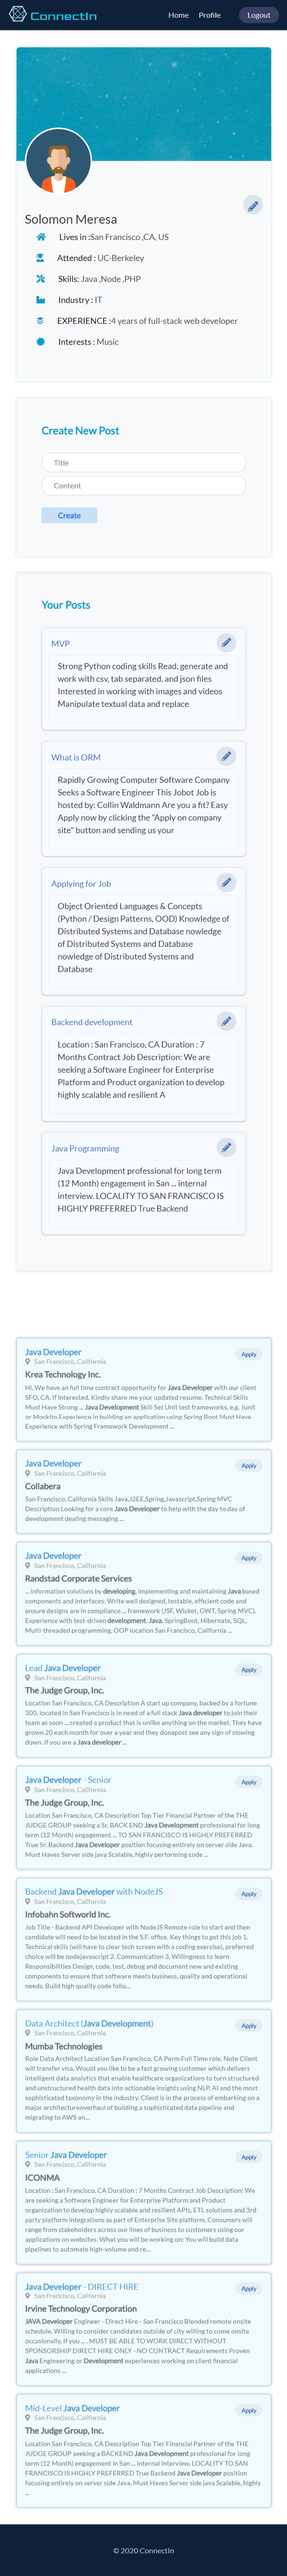 ConnectIn
Home Profile Logout
Solomon Meresa
Lives in :San Francisco ,CA, US
Attended : UC-Berkeley
Skills: Java ,Node ,PHP
Industry : IT
EXPERIENCE :4 years of full-stack web developer
Interests : Music
Create New Post
Title
Content
Create
Your Posts
MVP
Strong Python coding skills Read, generate and
work with csv, tab separated, and json files
Interested in working with images and videos
Manipulate textual data and replace
What is ORM
Rapidly Growing Computer Software Company
Seeks a Software Engineer This Jobot Job is
hosted by: Collin Waldmann Are you a fit? Easy
Apply now by clicking the "Apply on company
site" button and sending us your
Applying for Job
Object Oriented Languages & Concepts
(Python / Design Patterns, OOD) Knowledge of
Distributed Systems and Database nowledge
of Distributed Systems and Database
nowledge of Distributed Systems and
Database
Backend development
Location : San Francisco, CA Duration : 7
Months Contract Job Description: We are
seeking a Software Engineer for Enterprise
Platform and Product organization to develop
highly scalable and resilient A
Java Programming
Java Development professional for long term
(12 Month) engagement in San ... internal
interview. LOCALITY TO SAN FRANCISCO IS
HIGHLY PREFERRED True Backend
Java Developer
Apply
San Francisco, California
Krea Technology Inc.
Hi, We have an full time contract opportunity for Java Developer with our client
SFO, CA. If interested, Kindly share me your updated resume. Technical Skills
Must Have Strong ... Java Development Skill Set Unit test frameworks, e.g. Junit
or Mockito Experience in building an application using Spring Boot Must Have
Experience with Spring Framework Development ...
Java Developer
Apply
San Francisco, California
Collabera
San Francisco, California Skills Java,J2EE,Spring,Javascript,Spring MVC
Description Looking for a core Java Developer to help with the day to day of
development dealing messaging ...
Java Developer
Apply
San Francisco, California
Randstad Corporate Services
... information solutions by developing, implementing and maintaining Java based
components and interfaces. Write well designed, testable, efficient code and
ensure designs are in compliance ... framework (JSF, Wicket, GWT, Spring MVC).
Experience with test-driven development. Java, SpringBoot, Hibernate, SQL,
Multi-threaded programming, OOP location San Francisco, California ...
Lead Java Developer
Apply
San Francisco, California
The Judge Group, Inc.
Location San Francisco, CA Description A start up company, backed by a fortune
300, located in San Francisco is in need of a full stack Java developer to join their
team as soon ... created a product that is unlike anything on the market. They have
grown 20 each month for over a year and they donapost see any sign of slowing
down. If you are a Java developer ...
Java Developer - Senior
Apply
San Francisco, California
The Judge Group, Inc.
Location San Francisco, CA Description Top Tier Financial Partner of the THE
JUDGE GROUP seeking a Sr. BACK END Java Development professional for long
term (12 Month) engagement ... TO SAN FRANCISCO IS HIGHLY PREFERRED
True Sr. Backend Java Developer position focusing entirely on server side Java.
Must Haves Server side Java Scalable, highly performing code ...
Backend Java Developer with NodeJS
Apply
San Francisco, California
Infobahn Softworld Inc.
Job Title - Backend API Developer with NodeJS Remote role to start and then
candidate will need to be located in the S.F. office. Key things to get this job 1.
Technical skills (will have to clear tech screen with a coding exercise), preferred
choice will be nodejavascript 2. Communication 3. Willingness to learn
Responsibilities Design, code, test, debug and document new and existing
components to ensure that software meets business, quality and operational
needs. Build high quality code follo...
Data Architect (Java Development)
Apply
San Francisco, California
Mumba Technologies
Role Data Architect Location San Francisco, CA Perm Full Time role. Note Client
will transfer visa. Would you like to be a fast growing customer which delivers
intelligent data analytics that enable healthcare organizations to turn structured
and unstructured health data into actionable insights using NLP, AI and the most
sophisticated taxonomy in the industry. Client is in the process of embarking on a
major architectureoverhaul of building a sophisticated data pipeline and
migrating to AWS an...
Senior Java Developer
Apply
San Francisco, California
ICONMA
Location : San Francisco, CA Duration : 7 Months Contract Job Description: We
are seeking a Software Engineer for Enterprise Platform and Product
organization to develop highly scalable and resilient APIs, ETL solutions and 3rd
party platform integrations as part of Enterprise Site platform. Consumers will
range from stakeholders across our lines of business to customers using our
applications on websites. What you will be working on: You will build data
pipelines to automate high-volume and re...
Java Developer - DIRECT HIRE
Apply
San Francisco, California
Irvine Technology Corporation
JAVA Developer Engineer - Direct Hire - San Francisco Blended remote onsite
schedule. Willing to consider candidates outside of city willing to come onsite
occasionally. If you ... . MUST BE ABLE TO WORK DIRECT WITHOUT
SPONSORSHIP DIRECT HIRE ONLY - NO CONTRACT Requirements Proven
Java Engineering or Development experiences working on client financial
applications ...
Mid-Level Java Developer
Apply
San Francisco, California
The Judge Group, Inc.
Location San Francisco, CA Description Top Tier Financial Partner of the THE
JUDGE GROUP seeking a BACKEND Java Development professional for long
term (12 Month) engagement in San ... internal interview. LOCALITY TO SAN
FRANCISCO IS HIGHLY PREFERRED True Backend Java Developer position
focusing entirely on server side Java. Must Haves Server side java Scalable, highly
...
© 2020 ConnectIn